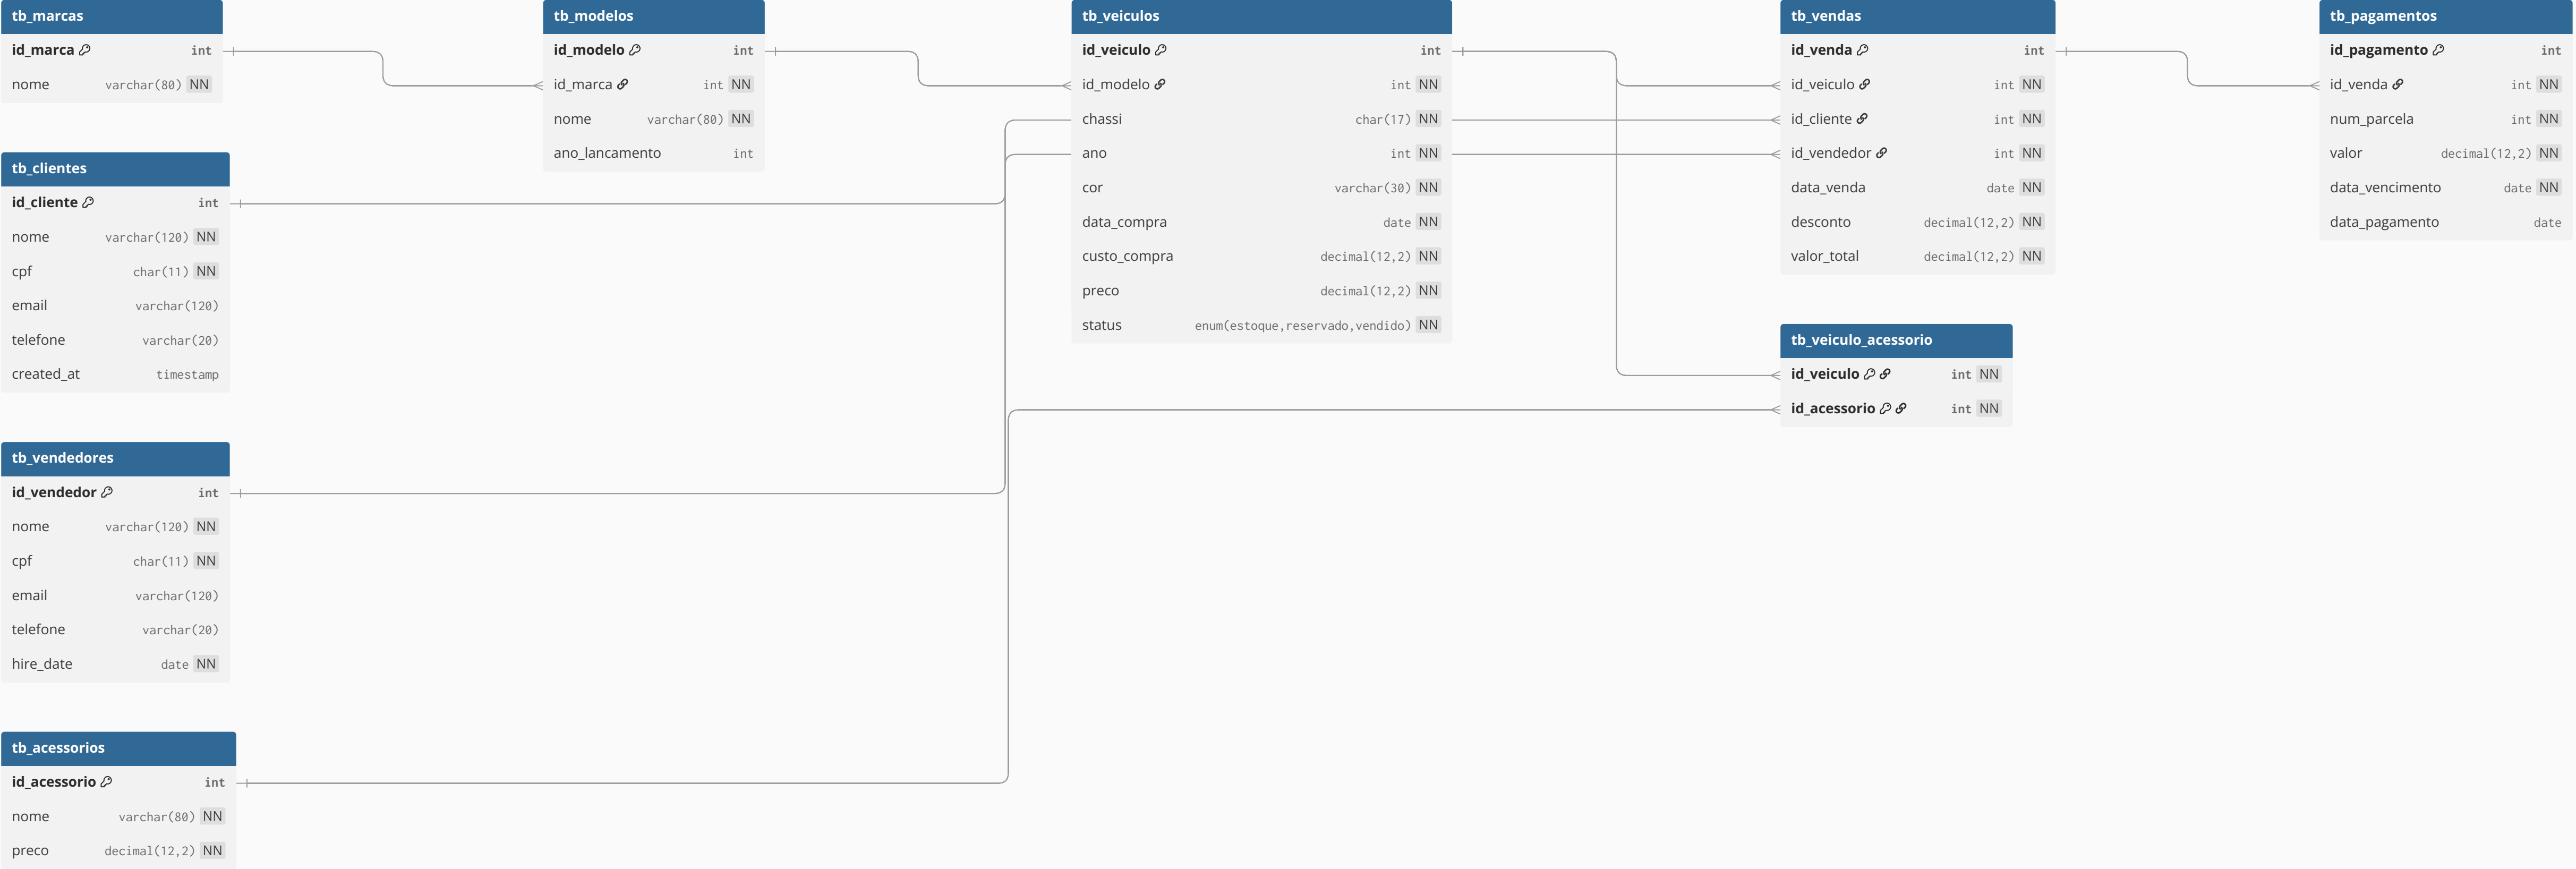 tb_marcas
id_marca int
nome varchar(80) NN
tb_clientes
id_cliente int
nome varchar(120) NN
cpf char(11) NN
email varchar(120)
telefone varchar(20)
created_at timestamp
tb_vendedores
id_vendedor int
nome varchar(120) NN
cpf char(11) NN
email varchar(120)
telefone varchar(20)
hire_date date NN
tb_acessorios
id_acessorio int
nome varchar(80) NN
preco decimal(12,2) NN
tb_modelos
id_modelo int
id_marca int NN
nome varchar(80) NN
ano_lancamento int
tb_veiculos
id_veiculo int
id_modelo int NN
chassi char(17) NN
ano int NN
cor varchar(30) NN
data_compra date NN
custo_compra decimal(12,2) NN
preco decimal(12,2) NN
status enum(estoque,reservado,vendido) NN
tb_vendas
id_venda int
id_veiculo int NN
id_cliente int NN
id_vendedor int NN
data_venda date NN
desconto decimal(12,2) NN
valor_total decimal(12,2) NN
tb_veiculo_acessorio
id_veiculo int NN
id_acessorio int NN
tb_pagamentos
id_pagamento int
id_venda int NN
num_parcela int NN
valor decimal(12,2) NN
data_vencimento date NN
data_pagamento date